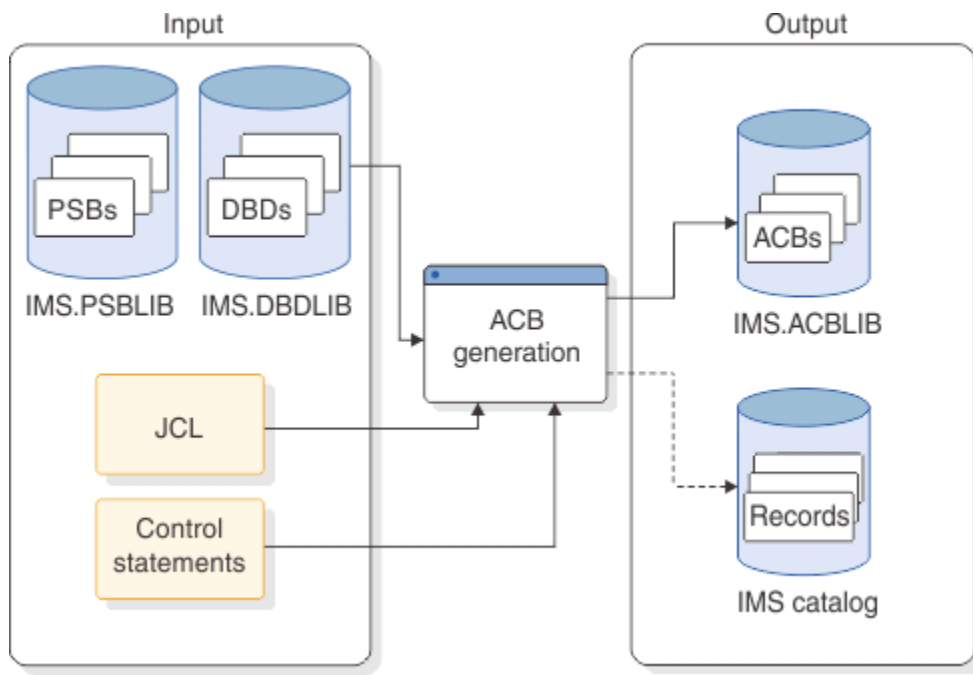 Input
Output
PSBs
DBDs
IMS.PSBLIB
IMS.DBDLIB
JCL
Control
statements
ACB
generation
ACBs
IMS.ACBLIB
Records
IMS catalog